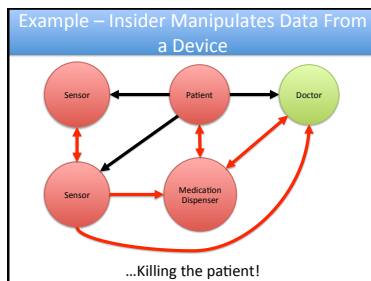 Example – Insider Manipulates Data From
a Device
Sensor
Patient
Doctor
Sensor
Medication
Dispenser
...Killing the patient!